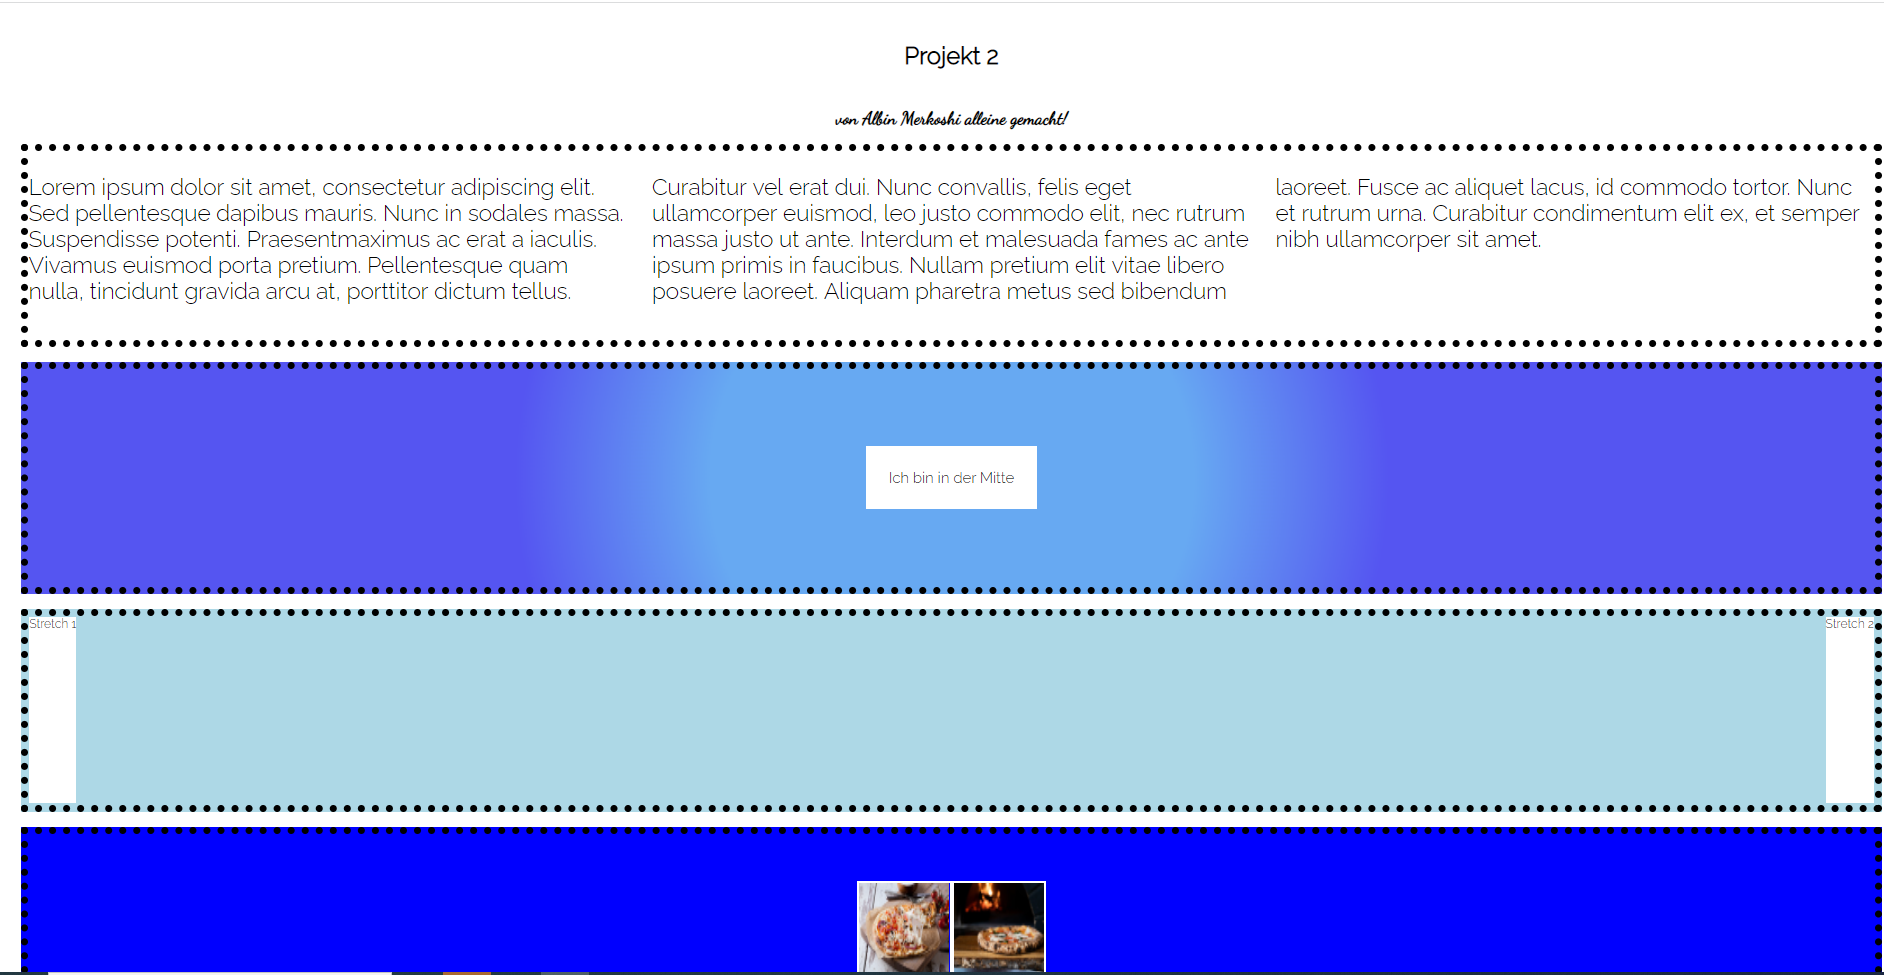 Projekt 2
von Albin Merkoshi alleine gemacht!
Lorem ipsum dolor sit amet, consectetur adipiscing elit.
Sed pellentesque dapibus mauris. Nunc in sodales massa.
Suspendisse potenti. Praesentmaximus ac erat a iaculis.
Vivamus euismod porta pretium. Pellentesque quam
nulla, tincidunt gravida arcu at, porttitor dictum tellus.
Curabitur vel erat dui. Nunc convallis, felis eget
ullamcorper euismod, leo justo commodo elit, nec rutrum
massa justo ut ante. Interdum et malesuada fames ac ante
ipsum primis in faucibus. Nullam pretium elit vitae libero
posuere laoreet. Aliquam pharetra metus sed bibendum
laoreet. Fusce ac aliquet lacus, id commodo tortor. Nunc
et rutrum urna. Curabitur condimentum elit ex, et semper
nibh ullamcorper sit amet.
Ich bin in der Mitte
Stretch 1
Stretch 2